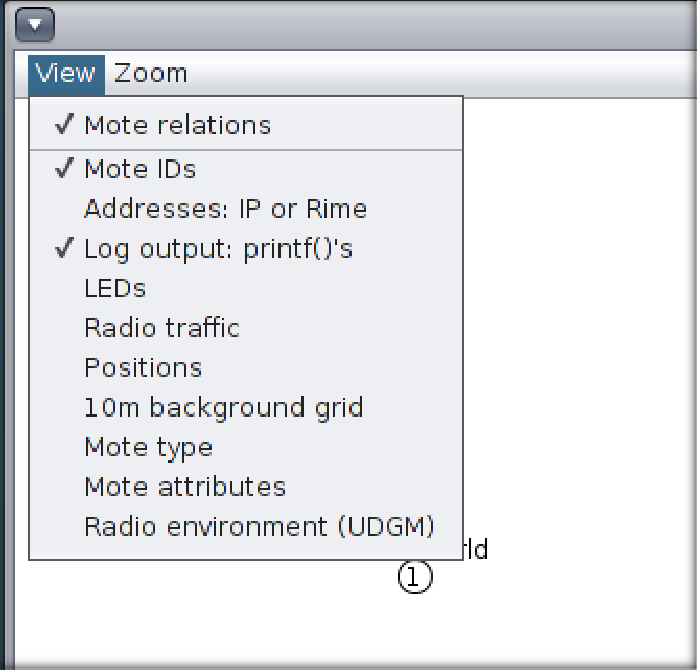 View Zoom
✓ Mote relations
✓ Mote IDs
Addresses: IP or Rime
✓ Log output: printf()'s
LEDs
Radio traffic
Positions
10m background grid
Mote type
Mote attributes
Radio environment (UDGM)
rld
1